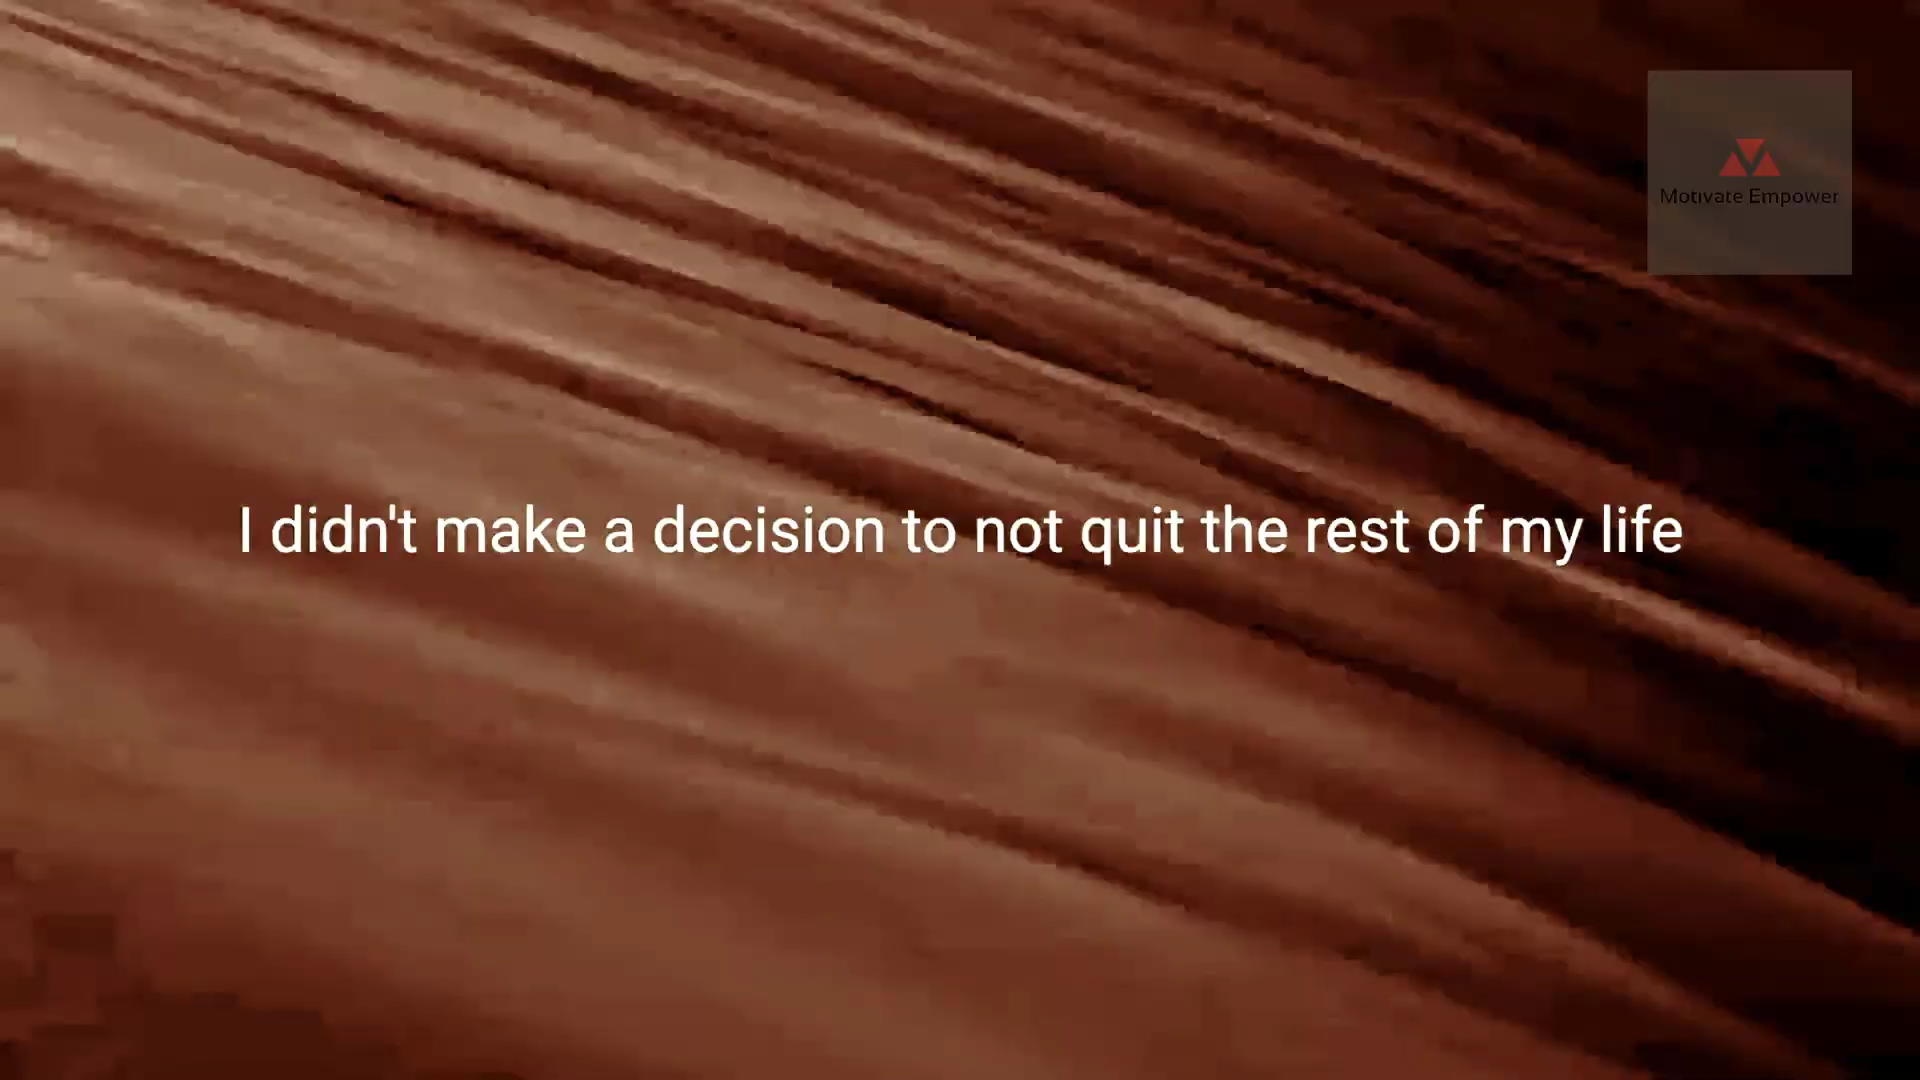 Motivate Empower
I didn't make a decision to not quit the rest of my life